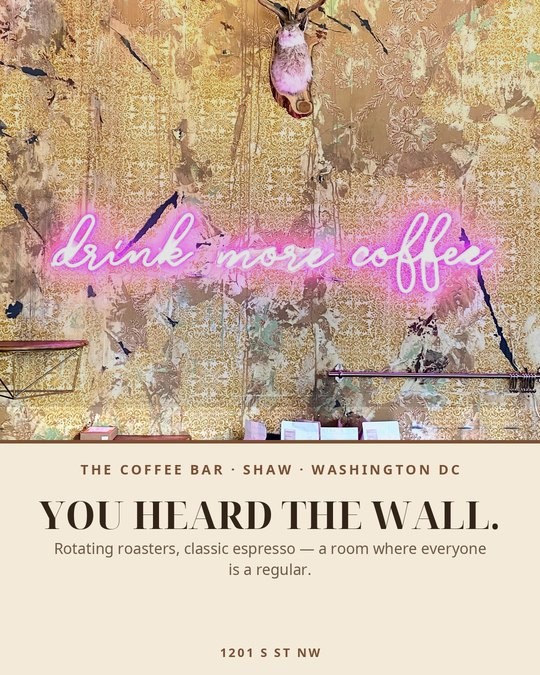 drink more coffee
THE COFFEE BAR · SHAW · WASHINGTON DC
YOU HEARD THE WALL.
Rotating roasters, classic espresso — a room where everyone
is a regular.
1201 S ST NW